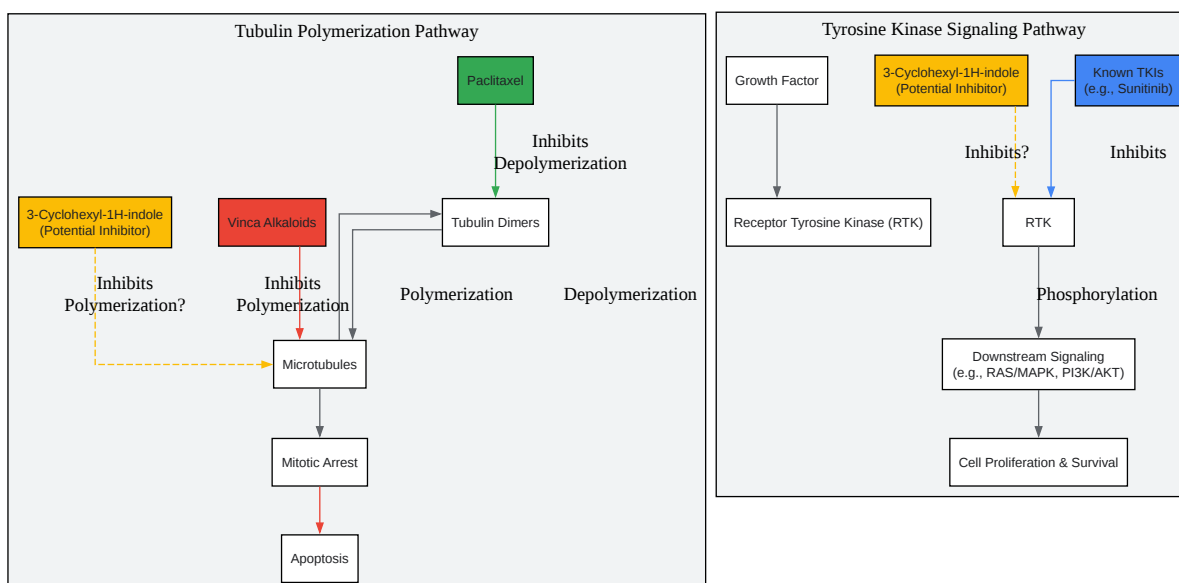 Tubulin Polymerization Pathway
Paclitaxel
Inhibits
Depolymerization
3-Cyclohexyl-1H-indole
(Potential Inhibitor)
Vinca Alkaloids
Tubulin Dimers
Inhibits
Polymerization?
Inhibits
Polymerization
Polymerization
Depolymerization
Microtubules
Mitotic Arrest
Apoptosis
Tyrosine Kinase Signaling Pathway
Growth Factor
3-Cyclohexyl-1H-indole
(Potential Inhibitor)
Known TKIs
(e.g., Sunitinib)
Inhibits?
Inhibits
Receptor Tyrosine Kinase (RTK)
RTK
Phosphorylation
Downstream Signaling
(e.g., RAS/MAPK, PI3K/AKT)
Cell Proliferation & Survival